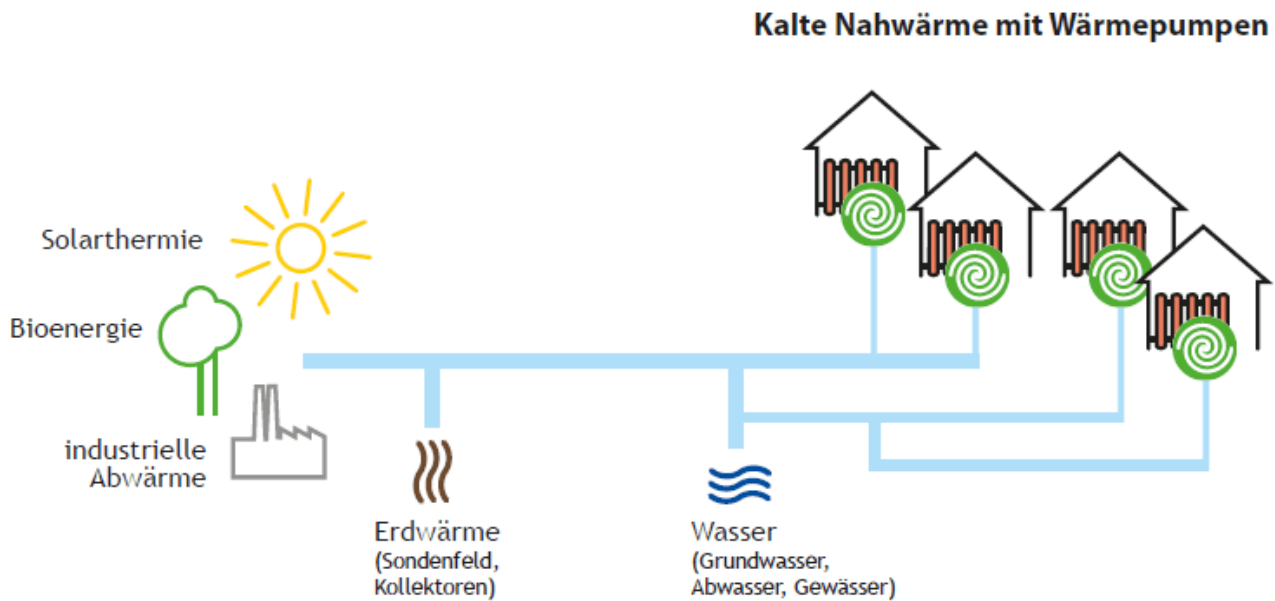 Kalte Nahwärme mit Wärmepumpen
Solarthermie
Bioenergie
industrielle
Abwärme
Erdwärme
(Sondenfeld,
Kollektoren)
Wasser
(Grundwasser,
Abwasser, Gewässer)